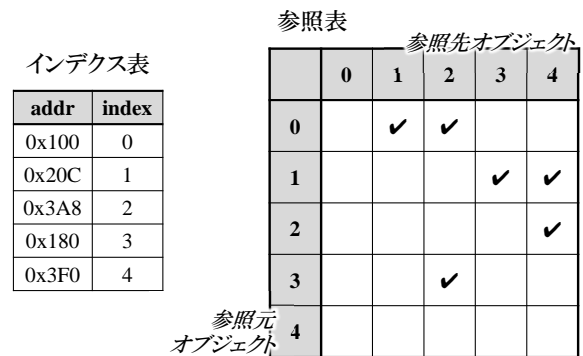 参照表
参照先オブジェクト
インデクス表
addr index
0x100 0
0x20C 1
0x3A8 2
0x180 3
0x3F0 4
0 1 2 3 4
0 ✔ ✔
1 ✔ ✔
2 ✔
3 ✔
4
参照元
オブジェクト